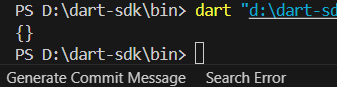 PS D:\dart-sdk\bin> dart "d:\dart-sd
{}
PS D:\dart-sdk\bin>
Generate Commit Message Search Error